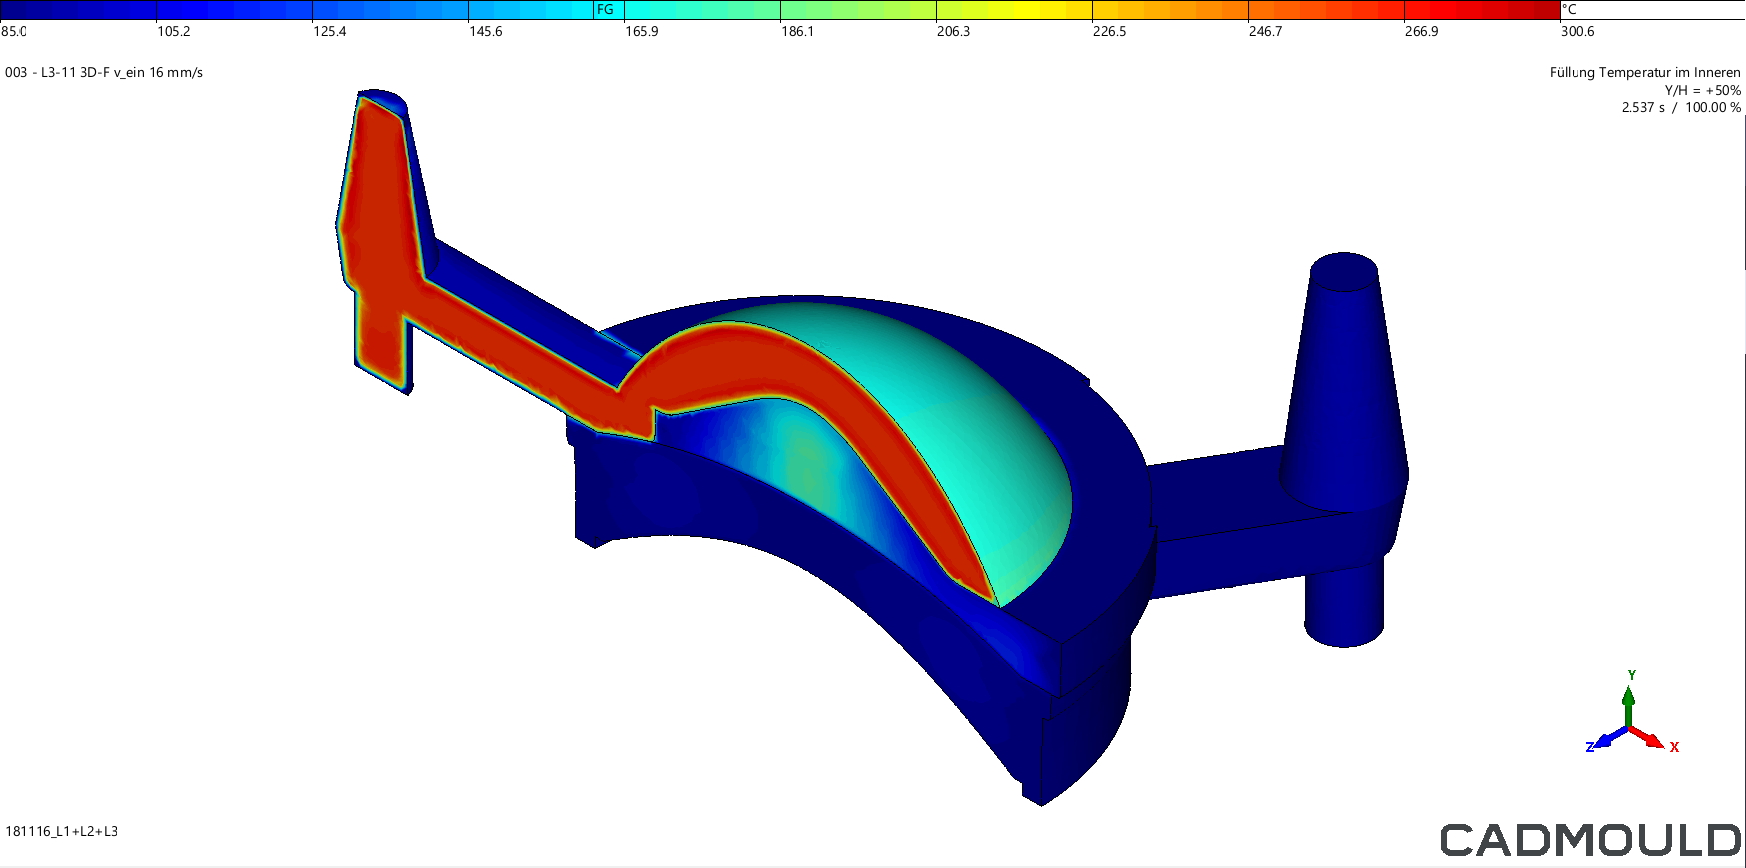 FG
°C
85.0
105.2
125.4
145.6
165.9
186.1
206.3
226.5
246.7
266.9
300.6
003 - L3-11 3D-F v_ein 16 mm/s
Füllung Temperatur im Inneren
Y/H = +50%
2.537 s / 100.00 %
Y
Z
X
181116_L1+L2+L3
CADMOULD